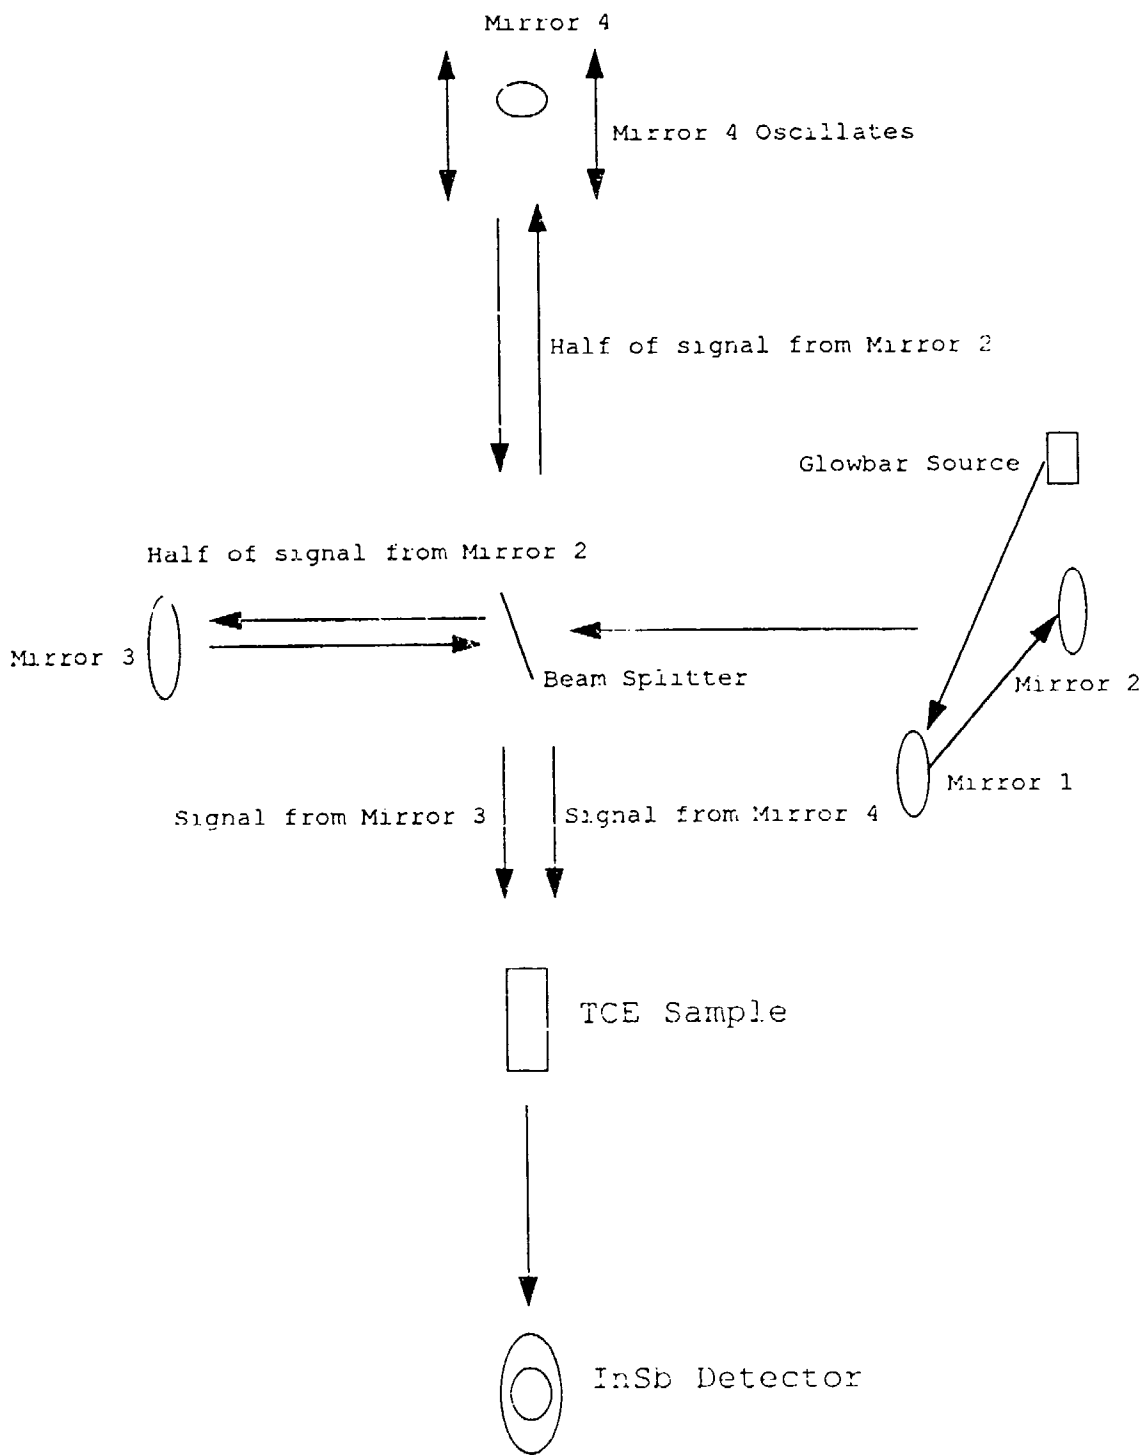 Mirror 4
Mirror 4 Oscillates
Half of signal from Mirror 2
Glowbar Source
Half of signal from Mirror 2
Mirror 3
Beam Splitter
Mirror 2
Mirror 1
Signal from Mirror 3
Signal from Mirror 4
TCE Sample
InSb Detector